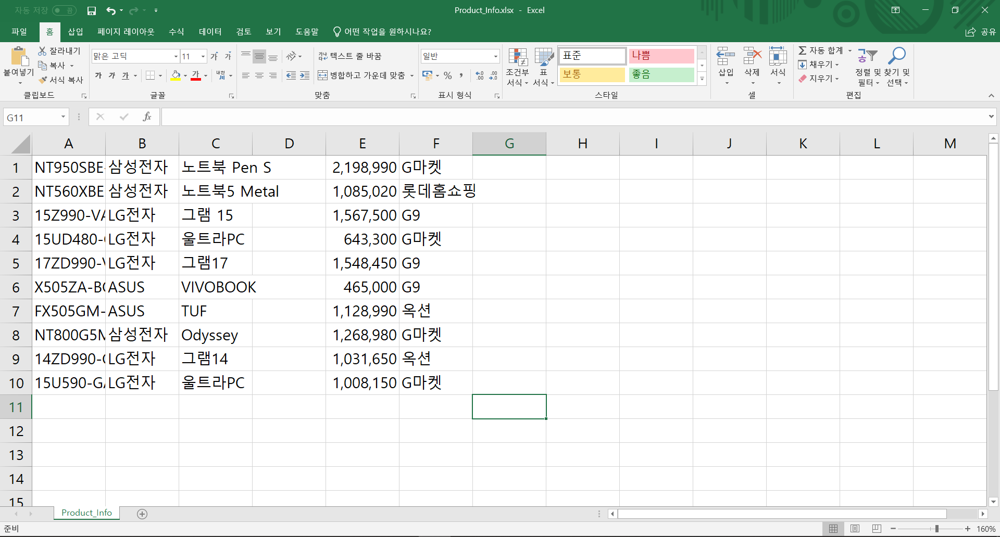 자동 저장 끔 Product_Info.xlsx - Excel
파일 홈 삽입 페이지 레이아웃 수식 데이터 검토 보기 도움말 어떤 작업을 원하시나요? 공유
붙여넣기 잘라내기 복사 서식 복사 클립보드
맑은 고딕 11 가 가 가 가 가 가 내천 글꼴
텍스트 줄 바꿈 병합하고 가운데 맞춤 맞춤
일반 % , 표시 형식
조건부 서식 표 서식 표준 나쁨 보통 좋음 스타일
삽입 삭제 서식 셀
자동 합계 채우기 지우기 정렬 및 필터 찾기 및 선택 편집
G11 fx
A B C D E F G H I J K L M
1 NT950SBE- 삼성전자 노트북 Pen S 2,198,990 G마켓
2 NT560XBE 삼성전자 노트북5 Metal 1,085,020 롯데홈쇼핑
3 15Z990-VA LG전자 그램 15 1,567,500 G9
4 15UD480- LG전자 울트라PC 643,300 G마켓
5 17ZD990- LG전자 그램17 1,548,450 G9
6 X505ZA-B ASUS VIVOBOOK 465,000 G9
7 FX505GM- ASUS TUF 1,128,990 옥션
8 NT800G5M 삼성전자 Odyssey 1,268,980 G마켓
9 14ZD990- LG전자 그램14 1,031,650 옥션
10 15U590-GA LG전자 울트라PC 1,008,150 G마켓
11
12
13
14
15
Product_Info
준비 160%